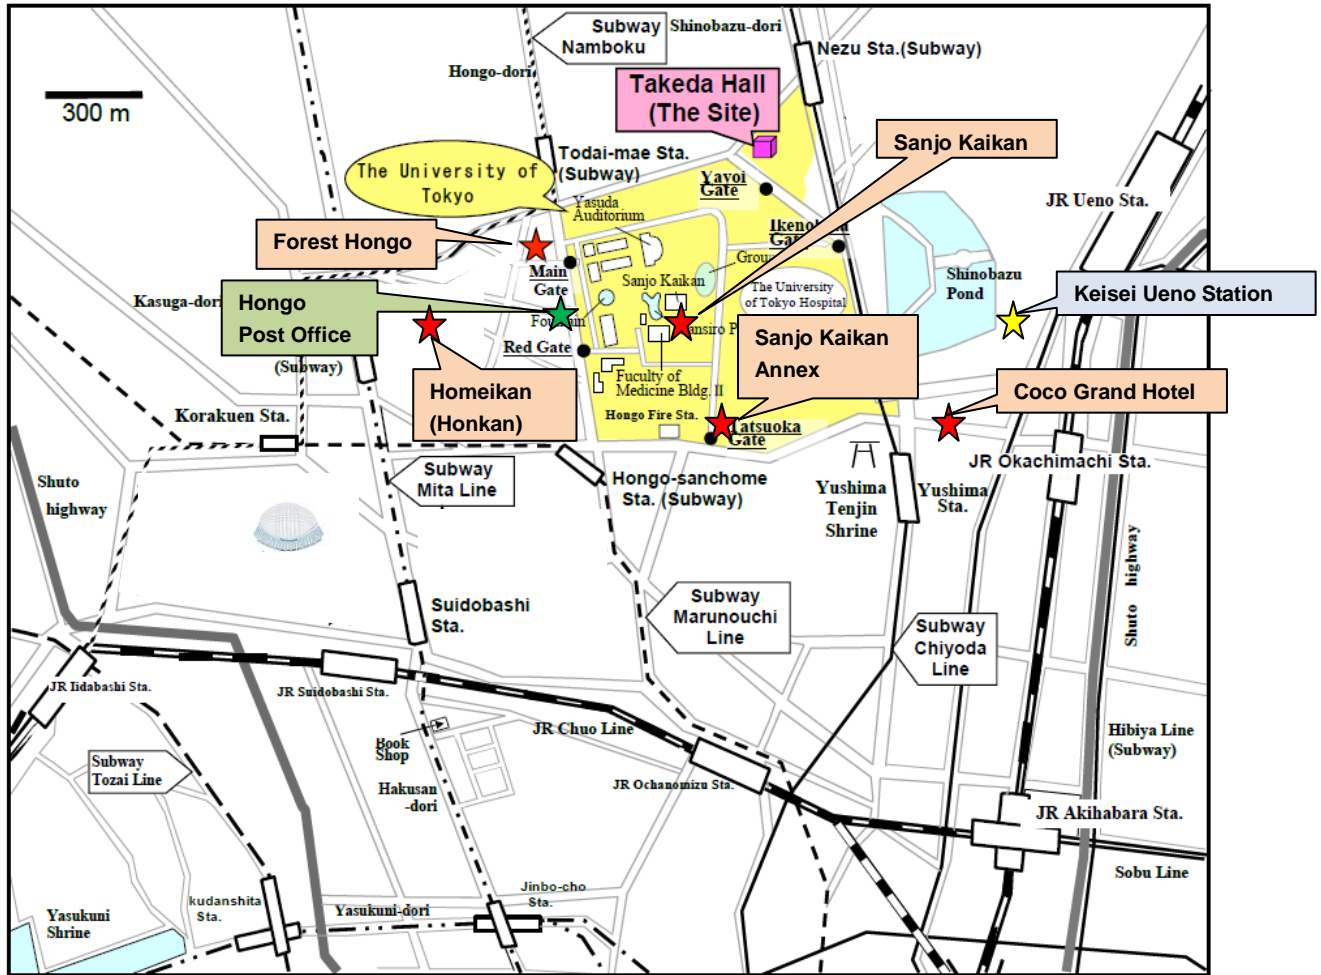 Subway
Namboku
Shinobazu-dori
Nezu Sta.(Subway)
Hongo-dori
Takeda Hall
(The Site)
300 m
Sanjo Kaikan
Todai-mae Sta.
(Subway)
The University of
Tokyo
Yayoi
Gate
JR Ueno Sta.
Yasuda
Auditorium
Forest Hongo
Main
Gate
Sanjo Kaikan
Shinobazu
Pond
The University
of Tokyo Hospital
Keisei Ueno Station
Kasuga-dori
Hongo
Post Office
(Subway)
Red Gate
Sanjo Kaikan
Annex
Fuculty of
Medicine Bldg. II
Homeikan
(Honkan)
Coco Grand Hotel
Korakuen Sta.
Hongo Fire Sta.
Tatsuoka
Gate
Subway
Mita Line
Hongo-sanchome
Sta. (Subway)
JR Okachimachi Sta.
Shuto
highway
Yushima
Tenjin
Shrine
Yushima
Sta.
Shuto highway
Suidobashi
Sta.
Subway
Marunouchi
Line
Subway
Chiyoda
Line
JR Iidabashi Sta.
JR Suidobashi Sta.
JR Chuo Line
Book
Shop
Hibiya Line
(Subway)
Subway
Tozai Line
Hakusan
-dori
JR Ochanomizu Sta.
JR Akihabara Sta.
Sobu Line
kudanshita
Sta.
Jinbo-cho
Sta.
Yasukuni-dori
Yasukuni
Shrine